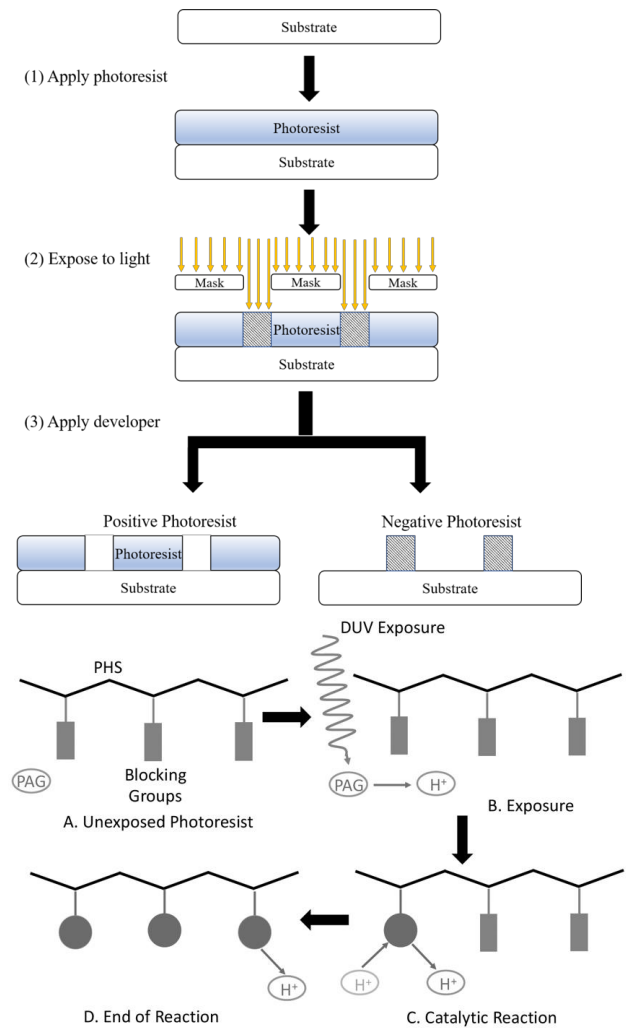 Substrate
(1) Apply photoresist
Photoresist
Substrate
(2) Expose to light
Mask Mask Mask
Photoresist
Substrate
(3) Apply developer
Positive Photoresist
Photoresist
Substrate
Negative Photoresist
Substrate
PHS
PAG
Blocking
Groups
A. Unexposed Photoresist
DUV Exposure
PAG H⁺
B. Exposure
H⁺ H⁺
C. Catalytic Reaction
H⁺
D. End of Reaction